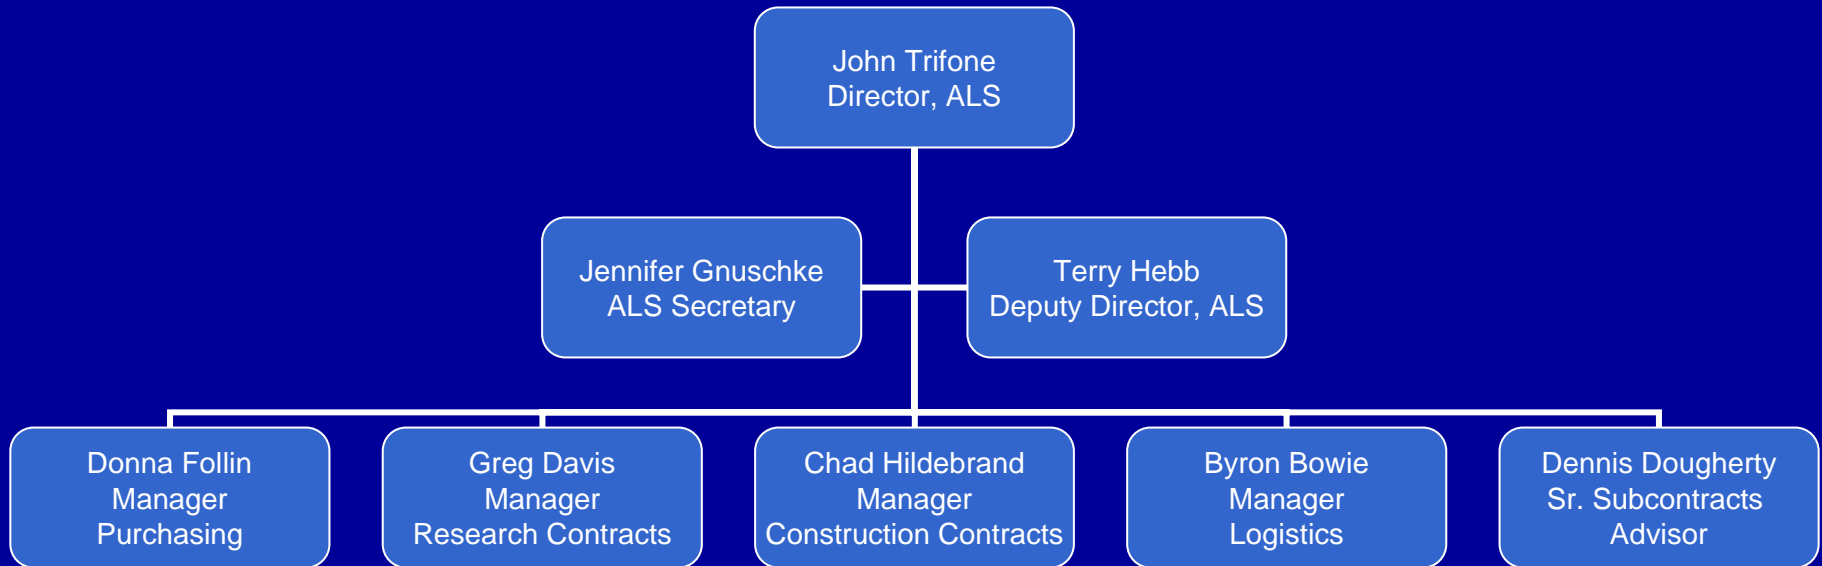 John Trifone
Director, ALS
Jennifer Gnuschke
ALS Secretary
Terry Hebb
Deputy Director, ALS
Donna Follin
Manager
Purchasing
Greg Davis
Manager
Research Contracts
Chad Hildebrand
Manager
Construction Contracts
Byron Bowie
Manager
Logistics
Dennis Dougherty
Sr. Subcontracts
Advisor